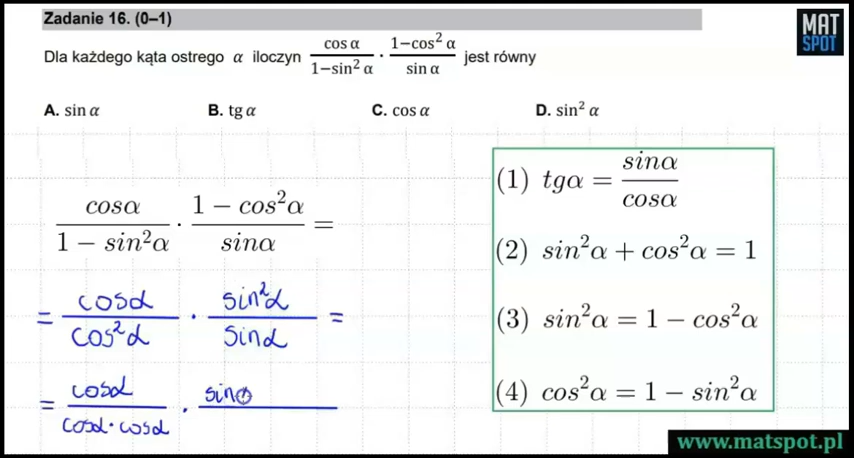 Zadanie 16. (0–1)
MAT
SPOT
Dla każdego kąta ostrego α iloczyn cos α / 1−sin² α · 1−cos² α / sin α jest równy
A. sin α B. tg α C. cos α D. sin² α
cosα / 1 − sin²α · 1 − cos²α / sinα =
= cosα / cos²α · sin²α / sinα =
= cosα / cosα · cosα · sin
(1) tgα = sinα / cosα
(2) sin²α + cos²α = 1
(3) sin²α = 1 − cos²α
(4) cos²α = 1 − sin²α
www.matspot.pl